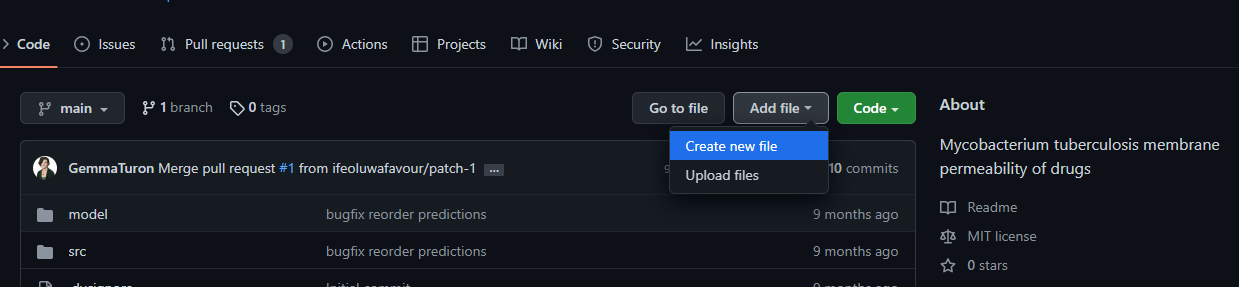 Code Issues Pull requests 1 Actions Projects Wiki Security Insights
main 1 branch 0 tags Go to file Add file Code
Create new file
Upload files
GemmaTuron Merge pull request #1 from ifeoluwafavour/patch-1 ... 10 commits
model bugfix reorder predictions 9 months ago
src bugfix reorder predictions 9 months ago
About
Mycobacterium tuberculosis membrane
permeability of drugs
Readme
MIT license
0 stars